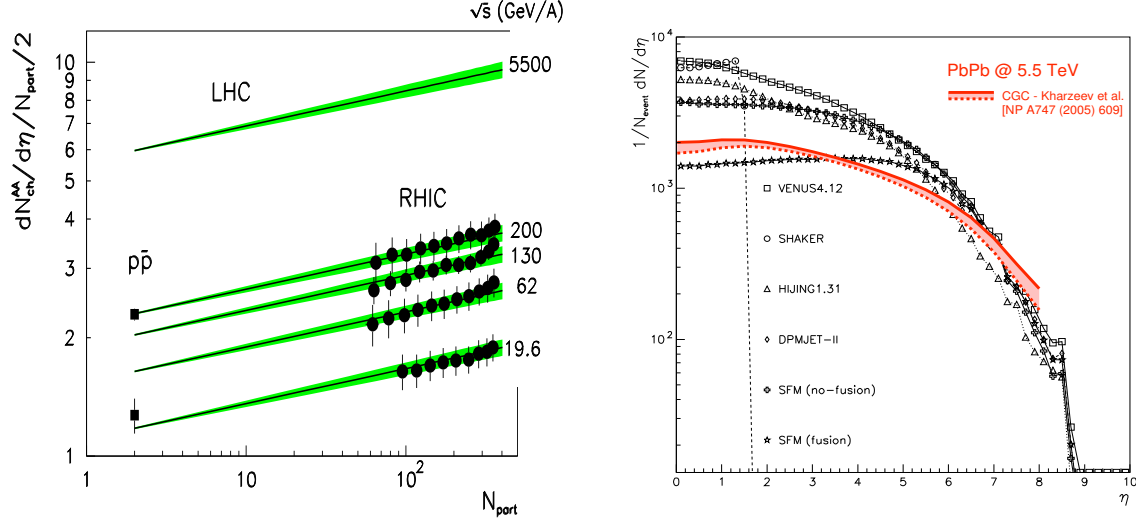 √s (GeV/A)
dN_ch^AA/dη/N_part/2
10
9
8
7
6
5
4
3
2
1
LHC
5500
RHIC
200
130
62
19.6
pp̄
1
10
10²
N_part
1/N_event dN/dη
10⁴
10³
10²
PbPb @ 5.5 TeV
CGC - Kharzeev et al.
[NP A747 (2005) 609]
VENUS4.12
SHAKER
HIJING1.31
DPMJET-II
SFM (no-fusion)
SFM (fusion)
0 1 2 3 4 5 6 7 8 9 10
η